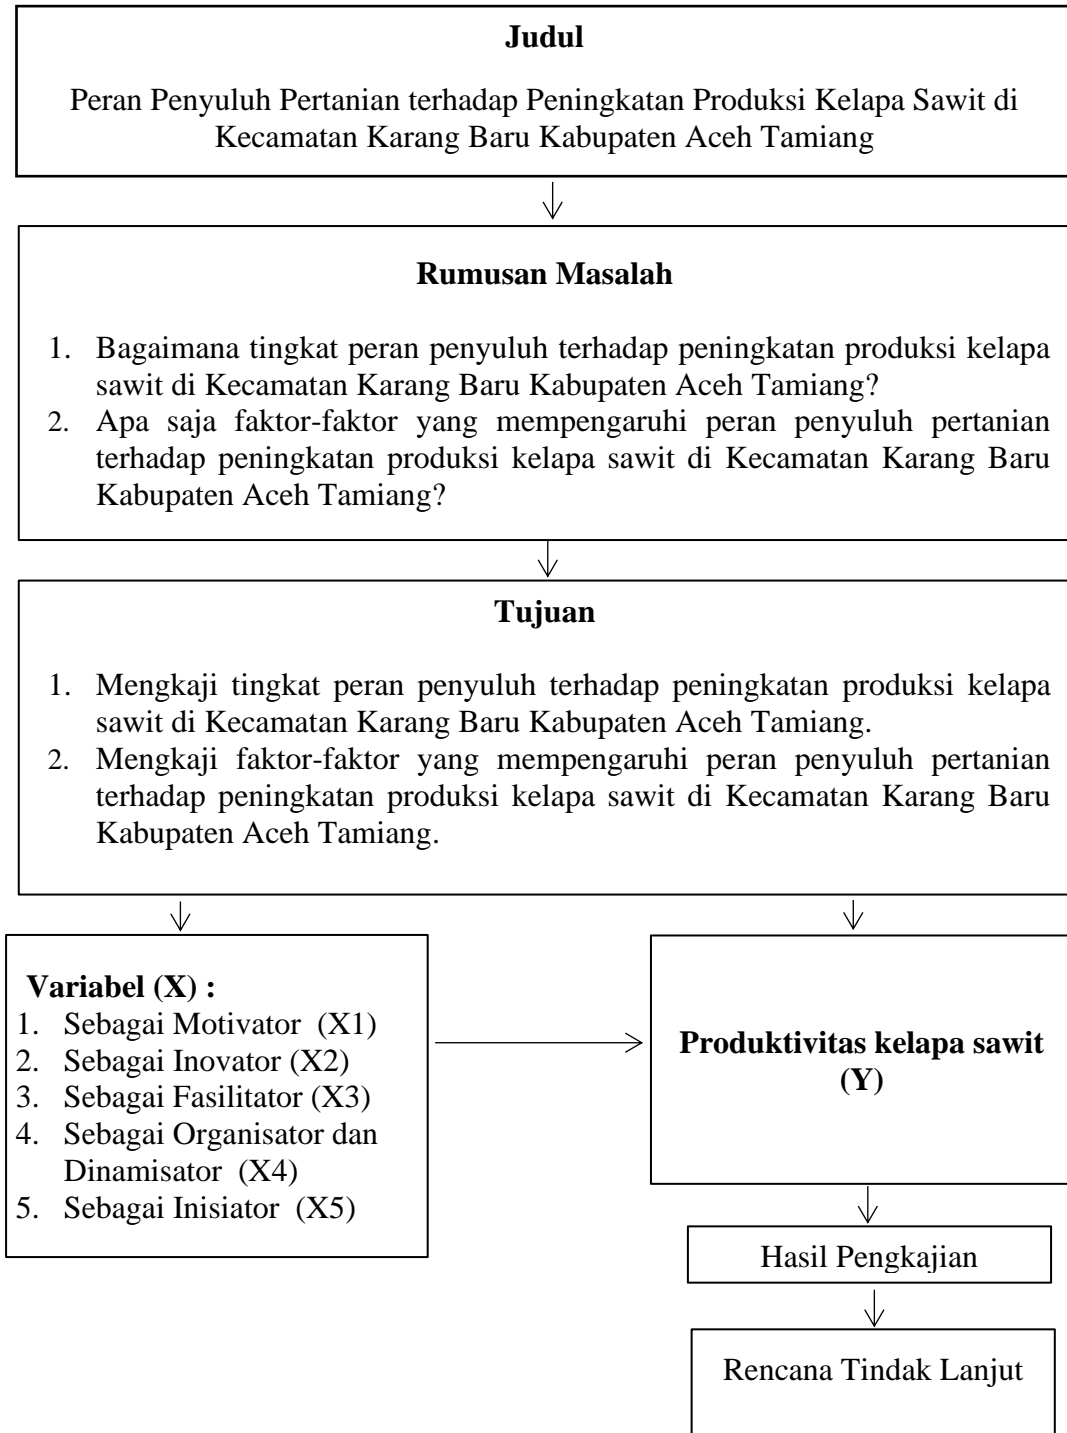 Judul
Peran Penyuluh Pertanian terhadap Peningkatan Produksi Kelapa Sawit di
Kecamatan Karang Baru Kabupaten Aceh Tamiang
Rumusan Masalah
1. Bagaimana tingkat peran penyuluh terhadap peningkatan produksi kelapa
sawit di Kecamatan Karang Baru Kabupaten Aceh Tamiang?
2. Apa saja faktor-faktor yang mempengaruhi peran penyuluh pertanian
terhadap peningkatan produksi kelapa sawit di Kecamatan Karang Baru
Kabupaten Aceh Tamiang?
Tujuan
1. Mengkaji tingkat peran penyuluh terhadap peningkatan produksi kelapa
sawit di Kecamatan Karang Baru Kabupaten Aceh Tamiang.
2. Mengkaji faktor-faktor yang mempengaruhi peran penyuluh pertanian
terhadap peningkatan produksi kelapa sawit di Kecamatan Karang Baru
Kabupaten Aceh Tamiang.
Variabel (X) :
1. Sebagai Motivator (X1)
2. Sebagai Inovator (X2)
3. Sebagai Fasilitator (X3)
4. Sebagai Organisator dan
Dinamisator (X4)
5. Sebagai Inisiator (X5)
Produktivitas kelapa sawit
(Y)
Hasil Pengkajian
Rencana Tindak Lanjut